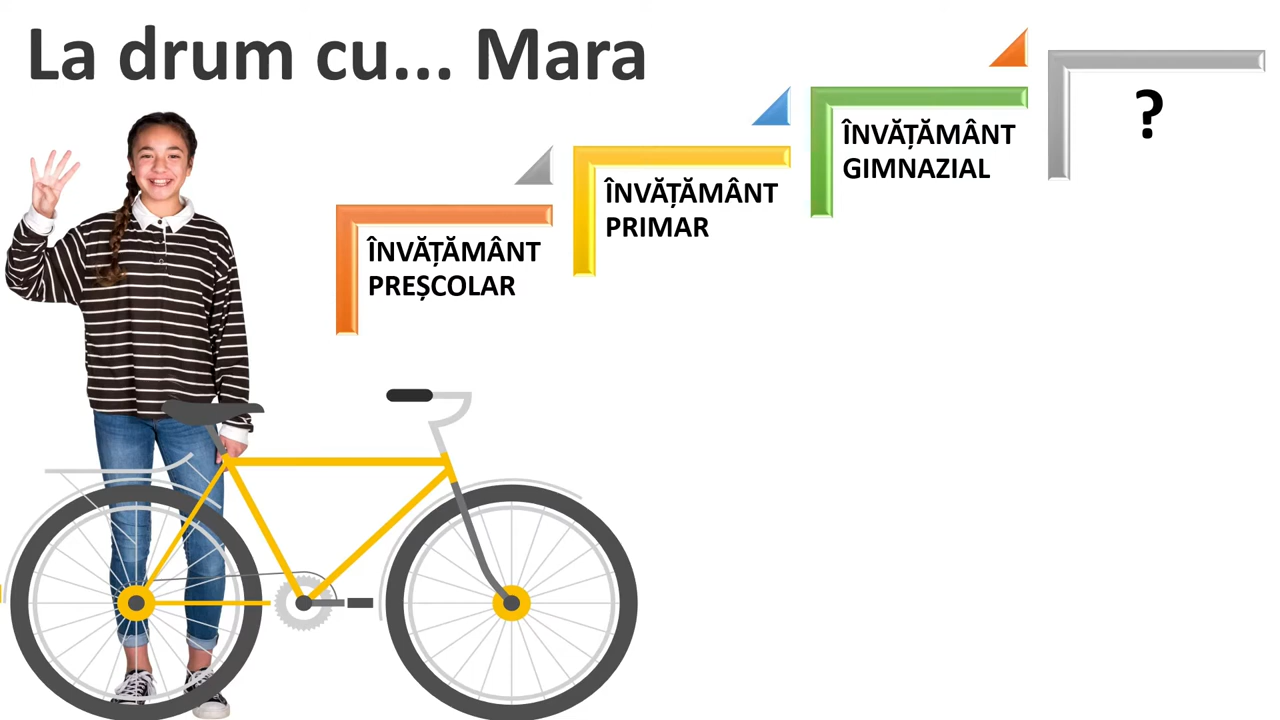 La drum cu... Mara
ÎNVĂȚĂMÂNT
PREȘCOLAR
ÎNVĂȚĂMÂNT
PRIMAR
ÎNVĂȚĂMÂNT
GIMNAZIAL
?